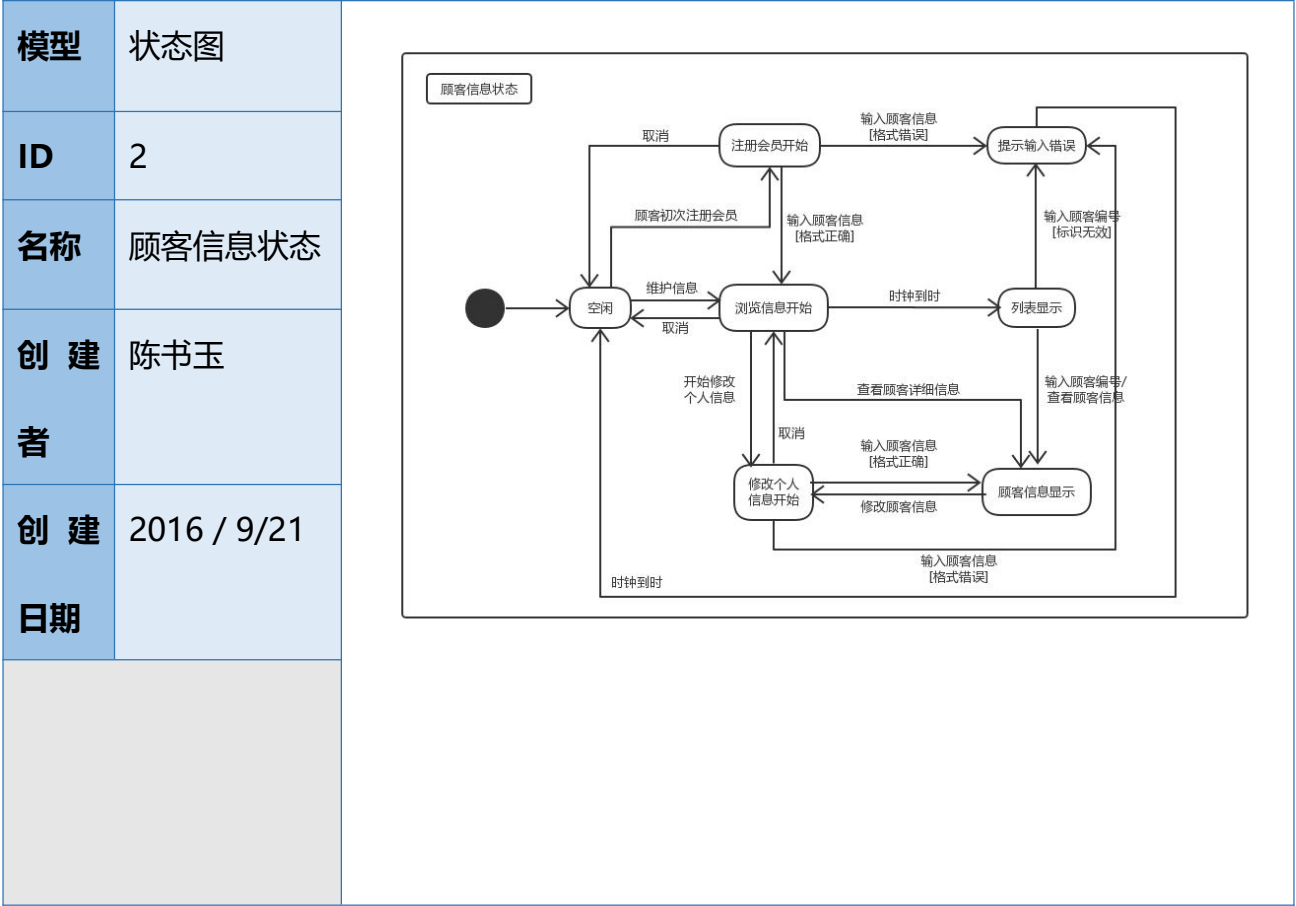 模型
状态图
ID
2
名称
顾客信息状态
创 建
者
陈书玉
创 建
日期
2016 / 9/21
顾客信息状态
取消
注册会员开始
输入顾客信息
[格式错误]
提示输入错误
顾客初次注册会员
输入顾客信息
[格式正确]
输入顾客编号
[标识无效]
空闲
维护信息
取消
浏览信息开始
时钟到时
列表显示
开始修改
个人信息
查看顾客详细信息
输入顾客编号/
查看顾客信息
取消
输入顾客信息
[格式正确]
修改个人
信息开始
修改顾客信息
顾客信息显示
输入顾客信息
[格式错误]
时钟到时